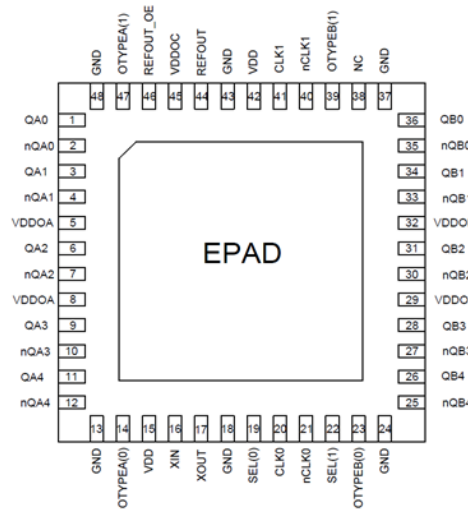 GND
OTYPEA(1)
REFOUT_OE
VDDOC
REFOUT
GND
VDD
CLK1
nCLK1
OTYPEB(1)
NC
GND
48 47 46 45 44 43 42 41 40 39 38 37
QA0 1 36 QB0
nQA0 2 35 nQB0
QA1 3 34 QB1
nQA1 4 33 nQB1
VDDOA 5 32
QA2 6 31 QB2
EPAD
nQA2 7 30 nQB2
VDDOA 8 29
QA3 9 28 QB3
nQA3 10 27 nQB3
QA4 11 26 QB4
nQA4 12 25 nQB4
13 14 15 16 17 18 19 20 21 22 23 24
GND
OTYPEA(0)
VDD
XIN
XOUT
GND
SEL(0)
CLK0
nCLK0
SEL(1)
OTYPEB(0)
GND